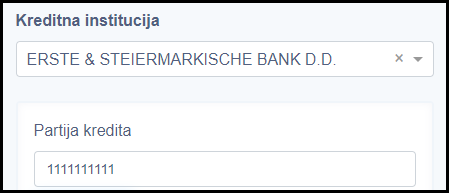 Kreditna institucija
ERSTE & STEIERMARKISCHE BANK D.D. ×
Partija kredita
1111111111